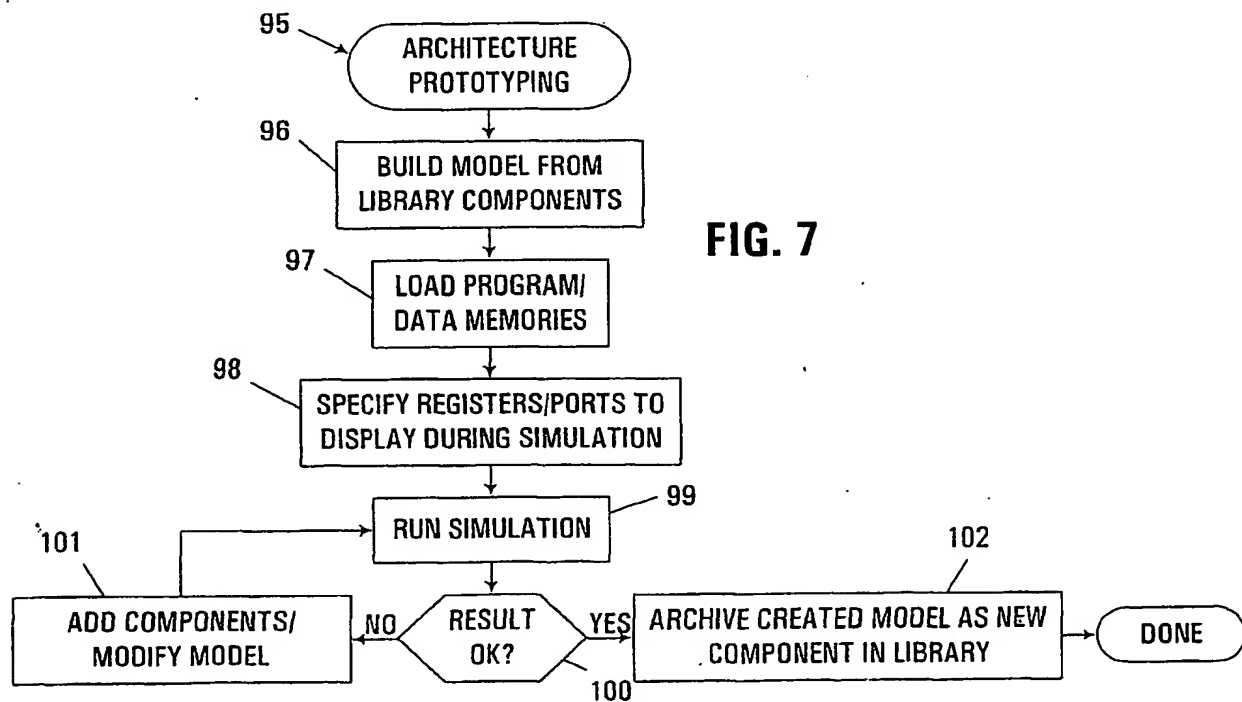 95
ARCHITECTURE
PROTOTYPING
96
BUILD MODEL FROM
LIBRARY COMPONENTS
FIG. 7
97
LOAD PROGRAM/
DATA MEMORIES
98
SPECIFY REGISTERS/PORTS TO
DISPLAY DURING SIMULATION
99
RUN SIMULATION
101
ADD COMPONENTS/
MODIFY MODEL
NO
RESULT
OK?
100
YES
102
ARCHIVE CREATED MODEL AS NEW
COMPONENT IN LIBRARY
DONE